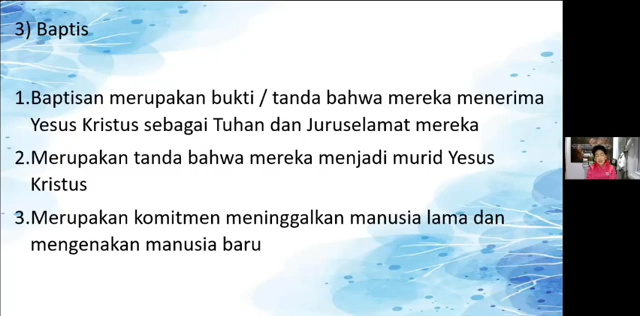 3) Baptis
1.Baptisan merupakan bukti / tanda bahwa mereka menerima
Yesus Kristus sebagai Tuhan dan Juruselamat mereka
2.Merupakan tanda bahwa mereka menjadi murid Yesus
Kristus
3.Merupakan komitmen meninggalkan manusia lama dan
mengenakan manusia baru